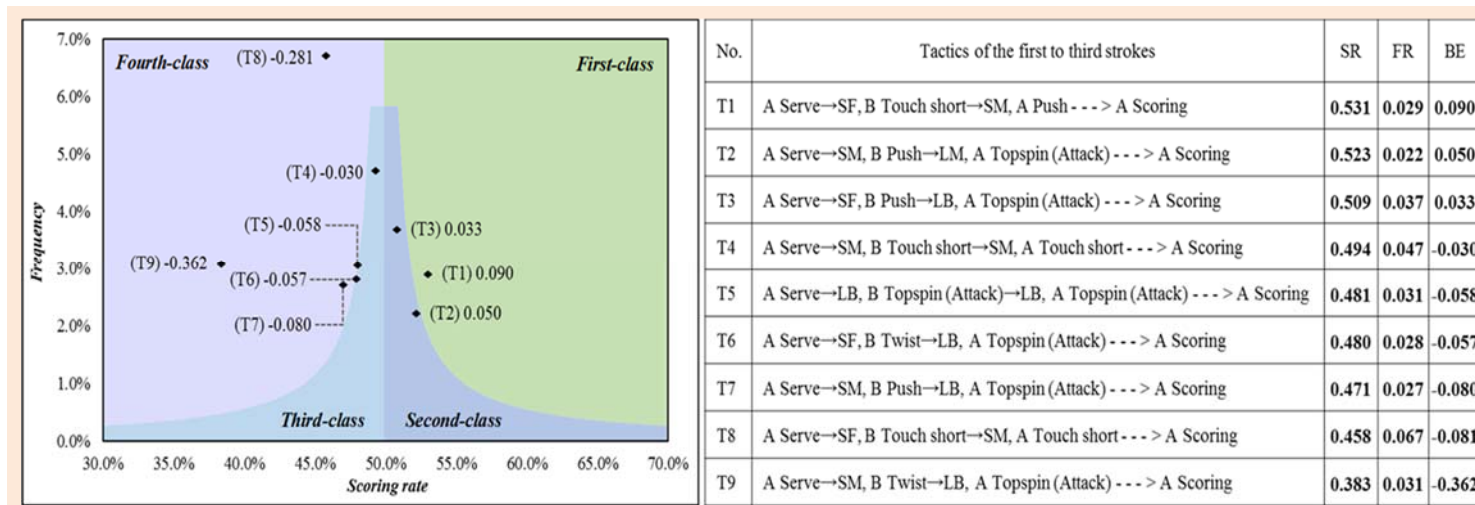 Frequency
7.0%
6.0%
5.0%
4.0%
3.0%
2.0%
1.0%
0.0%
Fourth-class
First-class
(T8) -0.281
(T4) -0.030
(T5) -0.058
(T3) 0.033
(T9) -0.362
(T6) -0.057
(T1) 0.090
(T7) -0.080
(T2) 0.050
Third-class
Second-class
30.0% 35.0% 40.0% 45.0% 50.0% 55.0% 60.0% 65.0% 70.0%
Scoring rate
No. Tactics of the first to third strokes SR FR BE
T1 A Serve→SF, B Touch short→SM, A Push - - - > A Scoring 0.531 0.029 0.090
T2 A Serve→SM, B Push→LM, A Topspin (Attack) - - - > A Scoring 0.523 0.022 0.050
T3 A Serve→SF, B Push→LB, A Topspin (Attack) - - - > A Scoring 0.509 0.037 0.033
T4 A Serve→SM, B Touch short→SM, A Touch short - - - > A Scoring 0.494 0.047 -0.030
T5 A Serve→LB, B Topspin (Attack)→LB, A Topspin (Attack) - - - > A Scoring 0.481 0.031 -0.058
T6 A Serve→SF, B Twist→LB, A Topspin (Attack) - - - > A Scoring 0.480 0.028 -0.057
T7 A Serve→SM, B Push→LB, A Topspin (Attack) - - - > A Scoring 0.471 0.027 -0.080
T8 A Serve→SF, B Touch short→SM, A Touch short - - - > A Scoring 0.458 0.067 -0.081
T9 A Serve→SM, B Twist→LB, A Topspin (Attack) - - - > A Scoring 0.383 0.031 -0.362